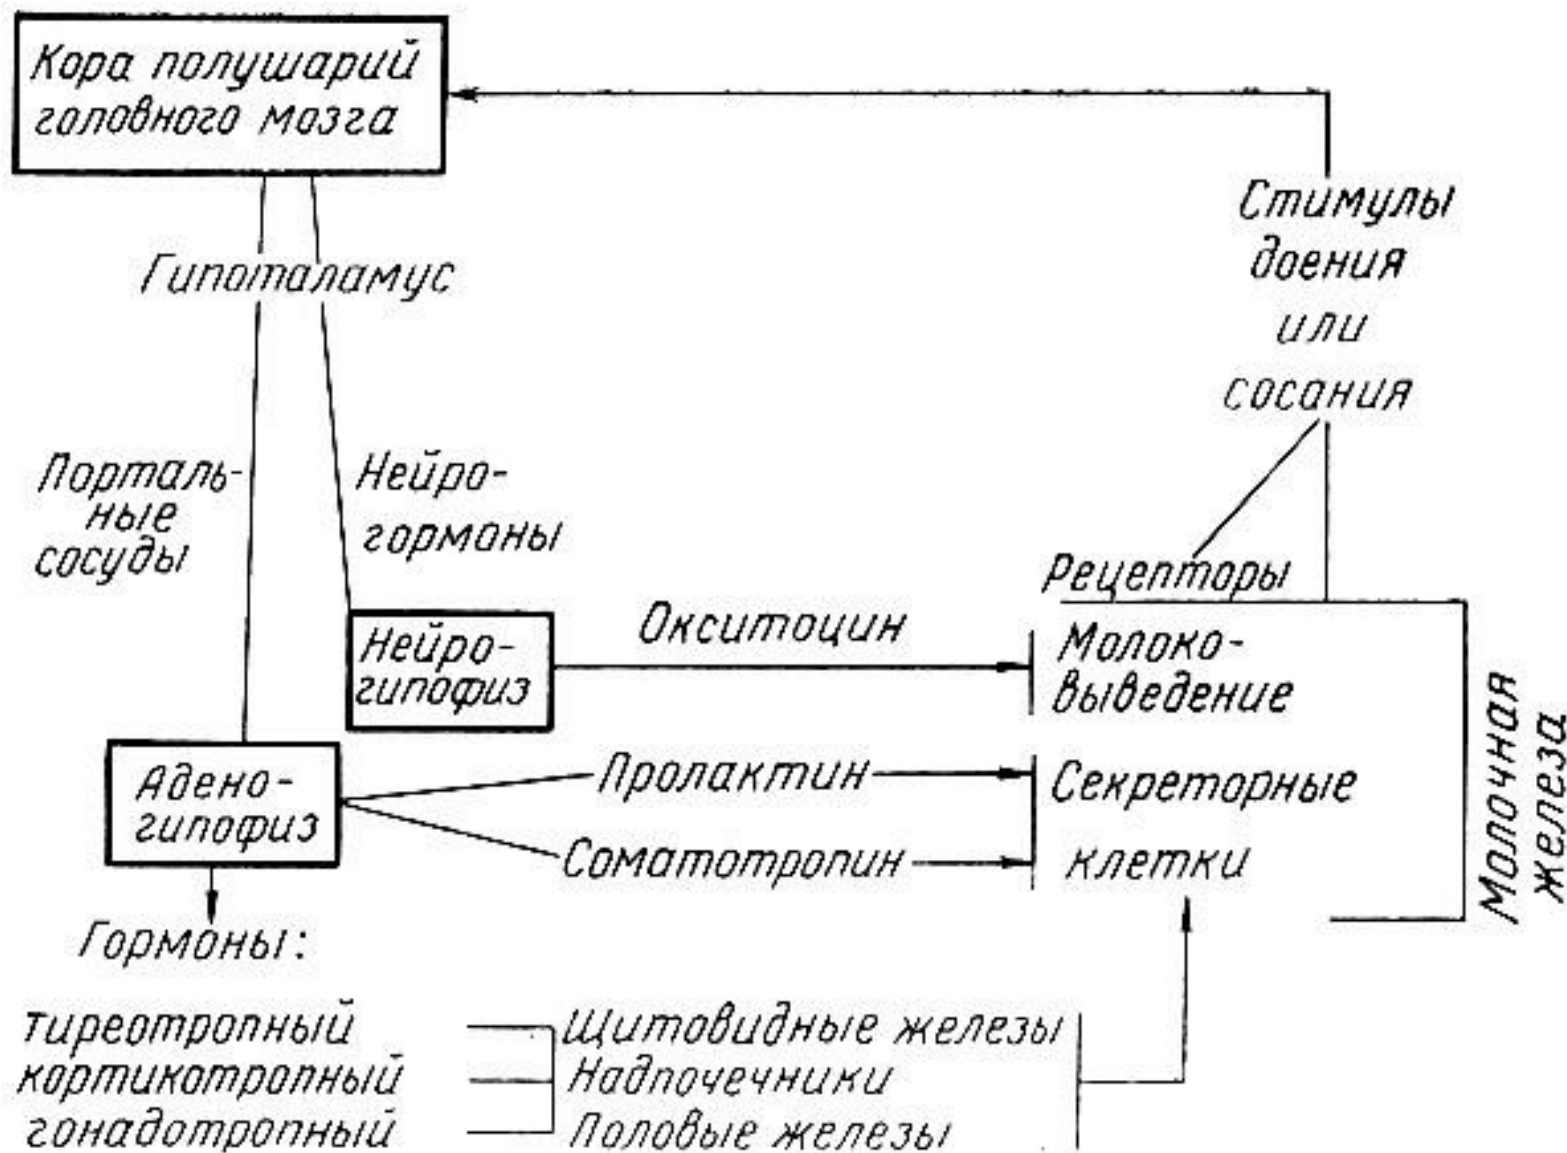 Кора полушарий
головного мозга
Стимулы
доения
или
сосания
Гипоталамус
Порталь-
ные
сосуды
Нейро-
гормоны
Рецепторы
Окситоцин
Нейро-
гипофиз
Молоко-
выведение
Молочная
железа
Адено-
гипофиз
Пролактин
Соматотропин
Секреторные
клетки
Гормоны:
тиреотропный
кортикотропный
гонадотропный
Щитовидные железы
Надпочечники
Половые железы